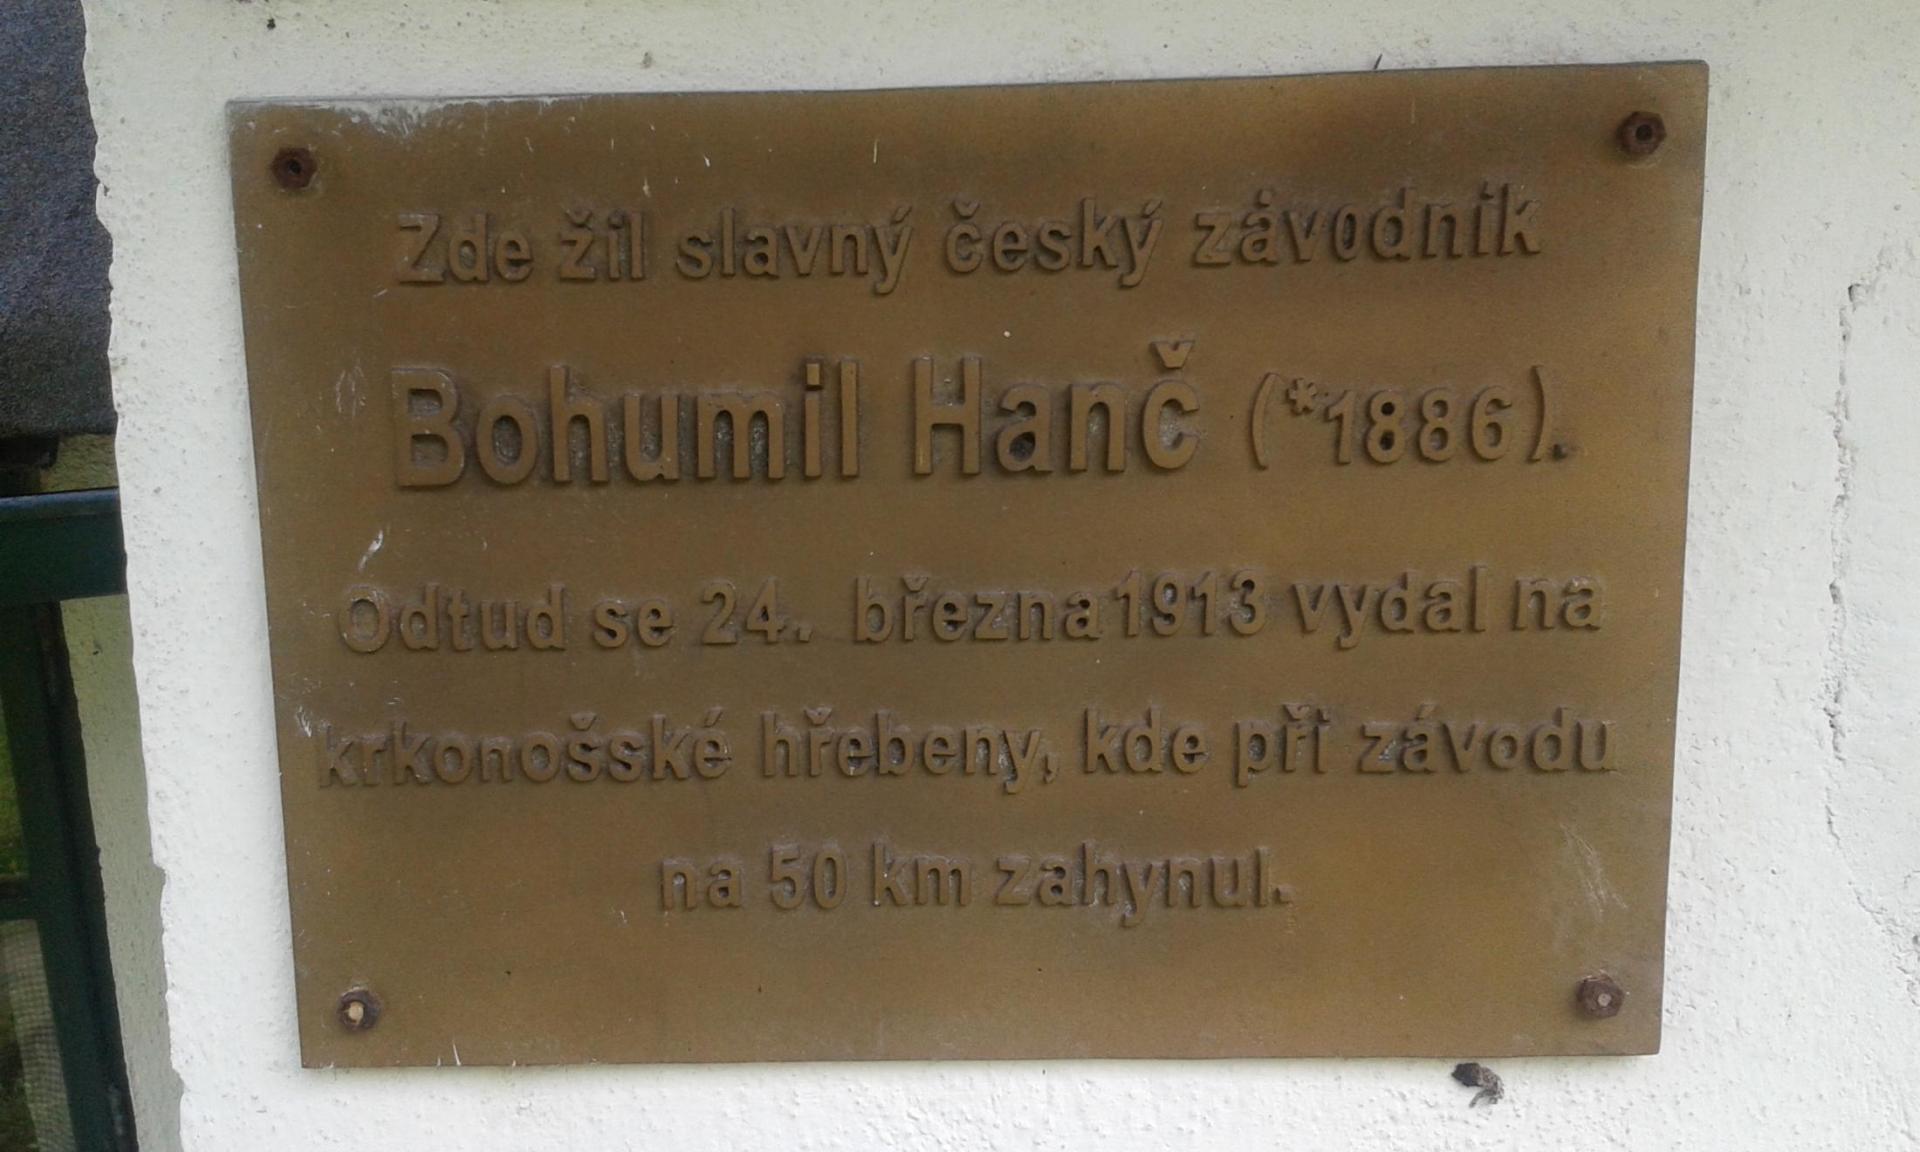 Zde žil slavný český závodník
Bohumil Hanč (*1886).
Odtud se 24. března 1913 vydal na
krkonošské hřebeny, kde při závodu
na 50 km zahynul.